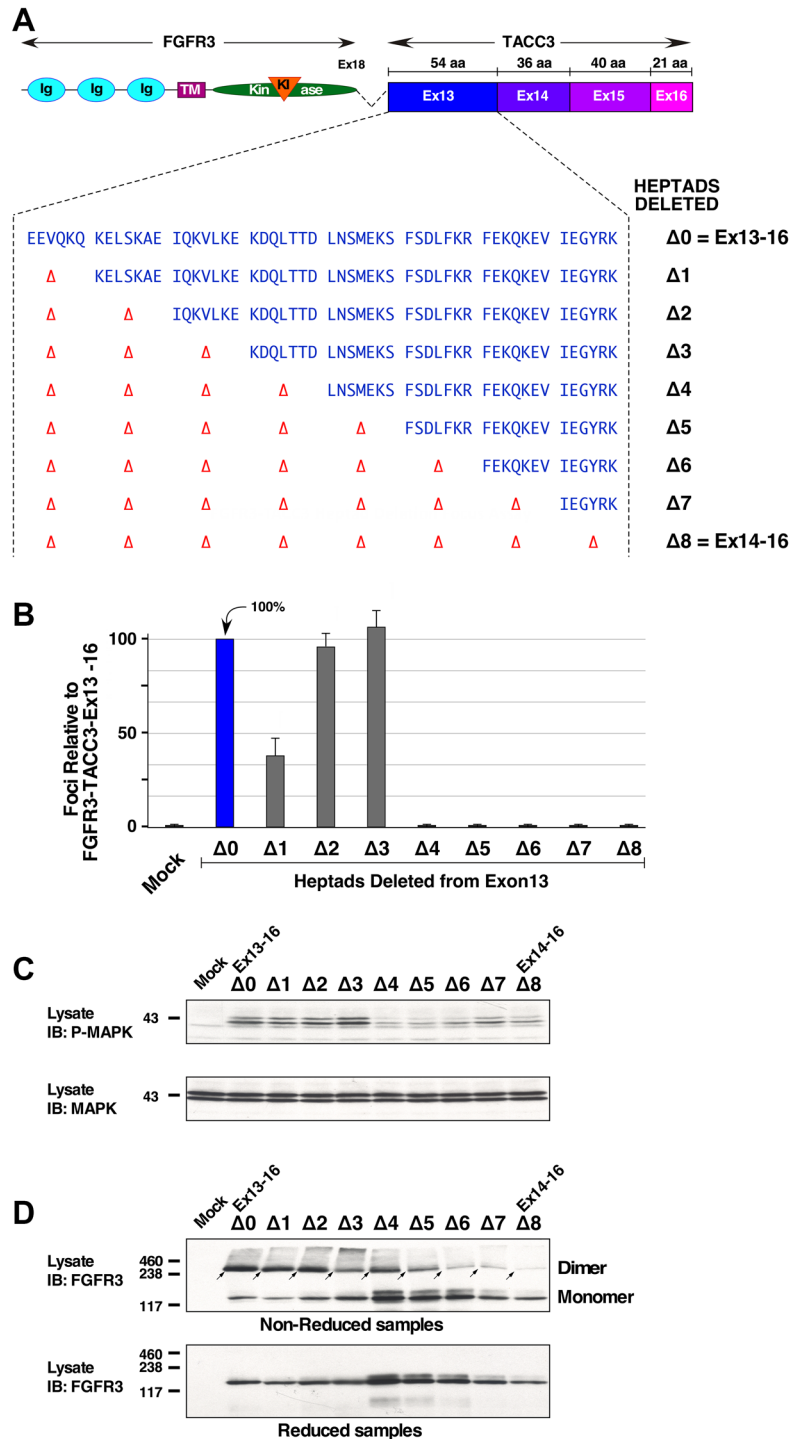 A
FGFR3 TACC3
Ex18 54 aa 36 aa 40 aa 21 aa
Ig Ig Ig TM Kin KI ase Ex13 Ex14 Ex15 Ex16
HEPTADS
DELETED
EEVQKQ KELSKAE IQKVLKE KDQLTTD LNSMEKS FSDLFKR FEKQKEV IEGYRK Δ0 = Ex13-16
Δ KELSKAE IQKVLKE KDQLTTD LNSMEKS FSDLFKR FEKQKEV IEGYRK Δ1
Δ Δ IQKVLKE KDQLTTD LNSMEKS FSDLFKR FEKQKEV IEGYRK Δ2
Δ Δ Δ KDQLTTD LNSMEKS FSDLFKR FEKQKEV IEGYRK Δ3
Δ Δ Δ Δ LNSMEKS FSDLFKR FEKQKEV IEGYRK Δ4
Δ Δ Δ Δ Δ FSDLFKR FEKQKEV IEGYRK Δ5
Δ Δ Δ Δ Δ Δ FEKQKEV IEGYRK Δ6
Δ Δ Δ Δ Δ Δ Δ IEGYRK Δ7
Δ Δ Δ Δ Δ Δ Δ Δ Δ8 = Ex14-16
B
100%
Foci Relative to
FGFR3-TACC3-Ex13 -16
100
50
0
Mock Δ0 Δ1 Δ2 Δ3 Δ4 Δ5 Δ6 Δ7 Δ8
Heptads Deleted from Exon13
C
Mock Ex13-16 Ex14-16
Δ0 Δ1 Δ2 Δ3 Δ4 Δ5 Δ6 Δ7 Δ8
Lysate
IB: P-MAPK
43
Lysate
IB: MAPK
43
D
Mock Ex13-16 Ex14-16
Δ0 Δ1 Δ2 Δ3 Δ4 Δ5 Δ6 Δ7 Δ8
Lysate
IB: FGFR3
460
238
117
Dimer
Monomer
Non-Reduced samples
Lysate
IB: FGFR3
460
238
117
Reduced samples